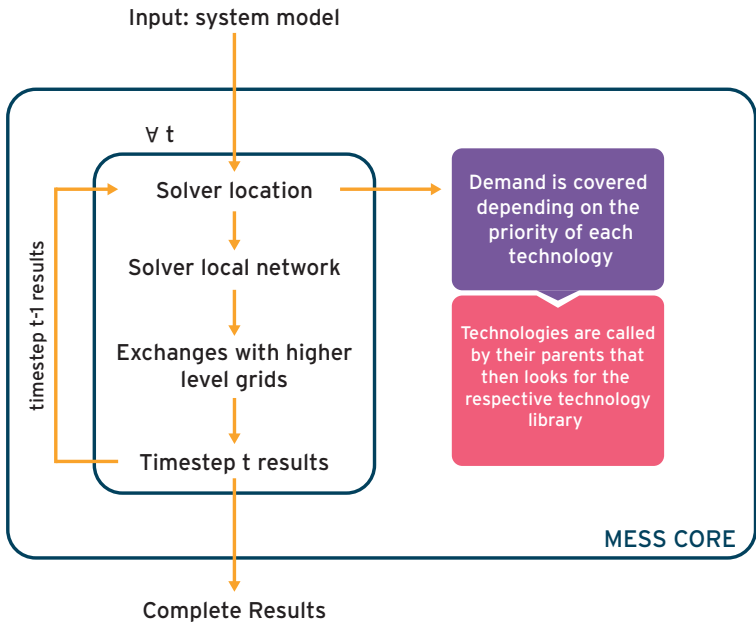 Input: system model
∀ t
Solver location
Solver local network
Exchanges with higher
level grids
Timestep t results
timestep t-1 results
Demand is covered
depending on the
priority of each
technology
Technologies are called
by their parents that
then looks for the
respective technology
library
MESS CORE
Complete Results